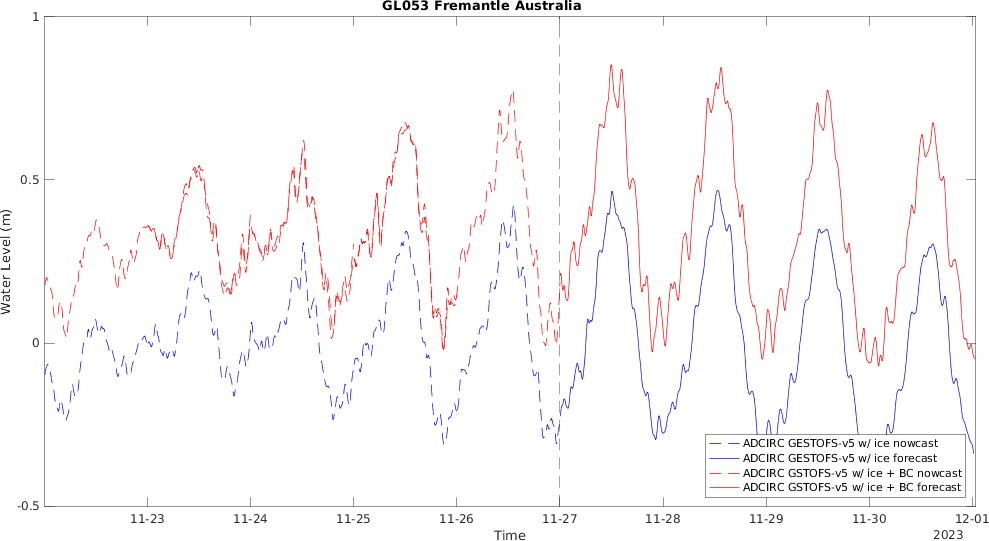 GL053 Fremantle Australia
1
0.5
0
-0.5
Water Level (m)
11-23
11-24
11-25
11-26
11-27
11-28
11-29
11-30
12-01
Time
2023
ADCIRC GESTOFS-v5 w/ ice nowcast
ADCIRC GESTOFS-v5 w/ ice forecast
ADCIRC GSTOFS-v5 w/ ice + BC nowcast
ADCIRC GSTOFS-v5 w/ ice + BC forecast